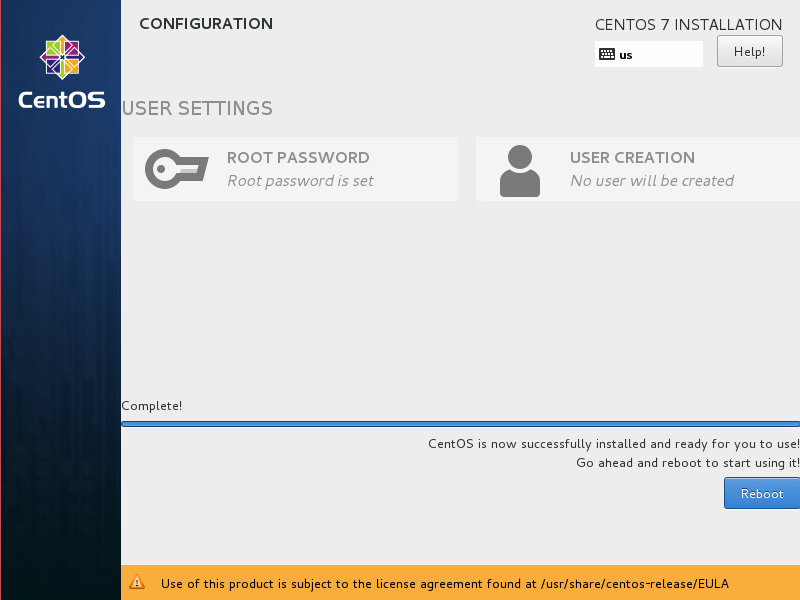 CONFIGURATION
CENTOS 7 INSTALLATION
us
Help!
CentOS
USER SETTINGS
ROOT PASSWORD
Root password is set
USER CREATION
No user will be created
Complete!
CentOS is now successfully installed and ready for you to use!
Go ahead and reboot to start using it!
Reboot
Use of this product is subject to the license agreement found at /usr/share/centos-release/EULA